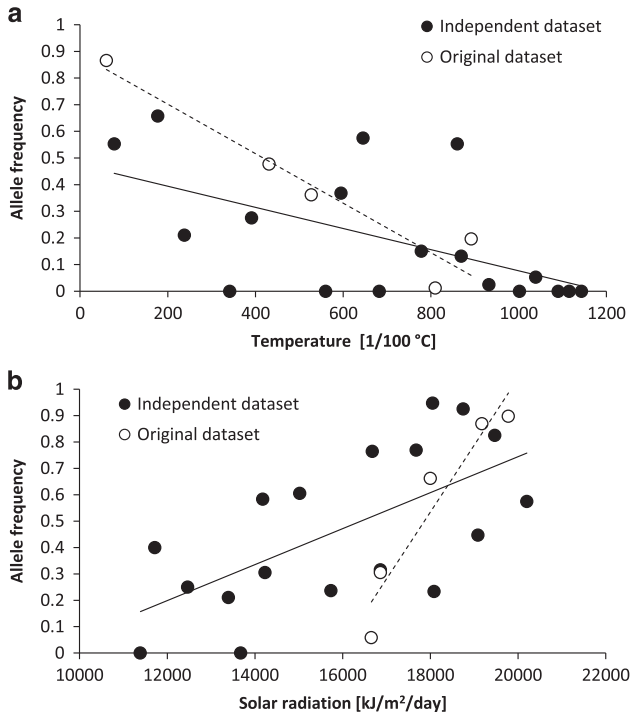 a
Independent dataset
Original dataset
1
0.9
0.8
0.7
0.6
0.5
0.4
0.3
0.2
0.1
0
Allele frequency
0 200 400 600 800 1000 1200
Temperature [1/100 °C]
b
Independent dataset
Original dataset
1
0.9
0.8
0.7
0.6
0.5
0.4
0.3
0.2
0.1
0
Allele frequency
10000 12000 14000 16000 18000 20000 22000
Solar radiation [kJ/m²/day]